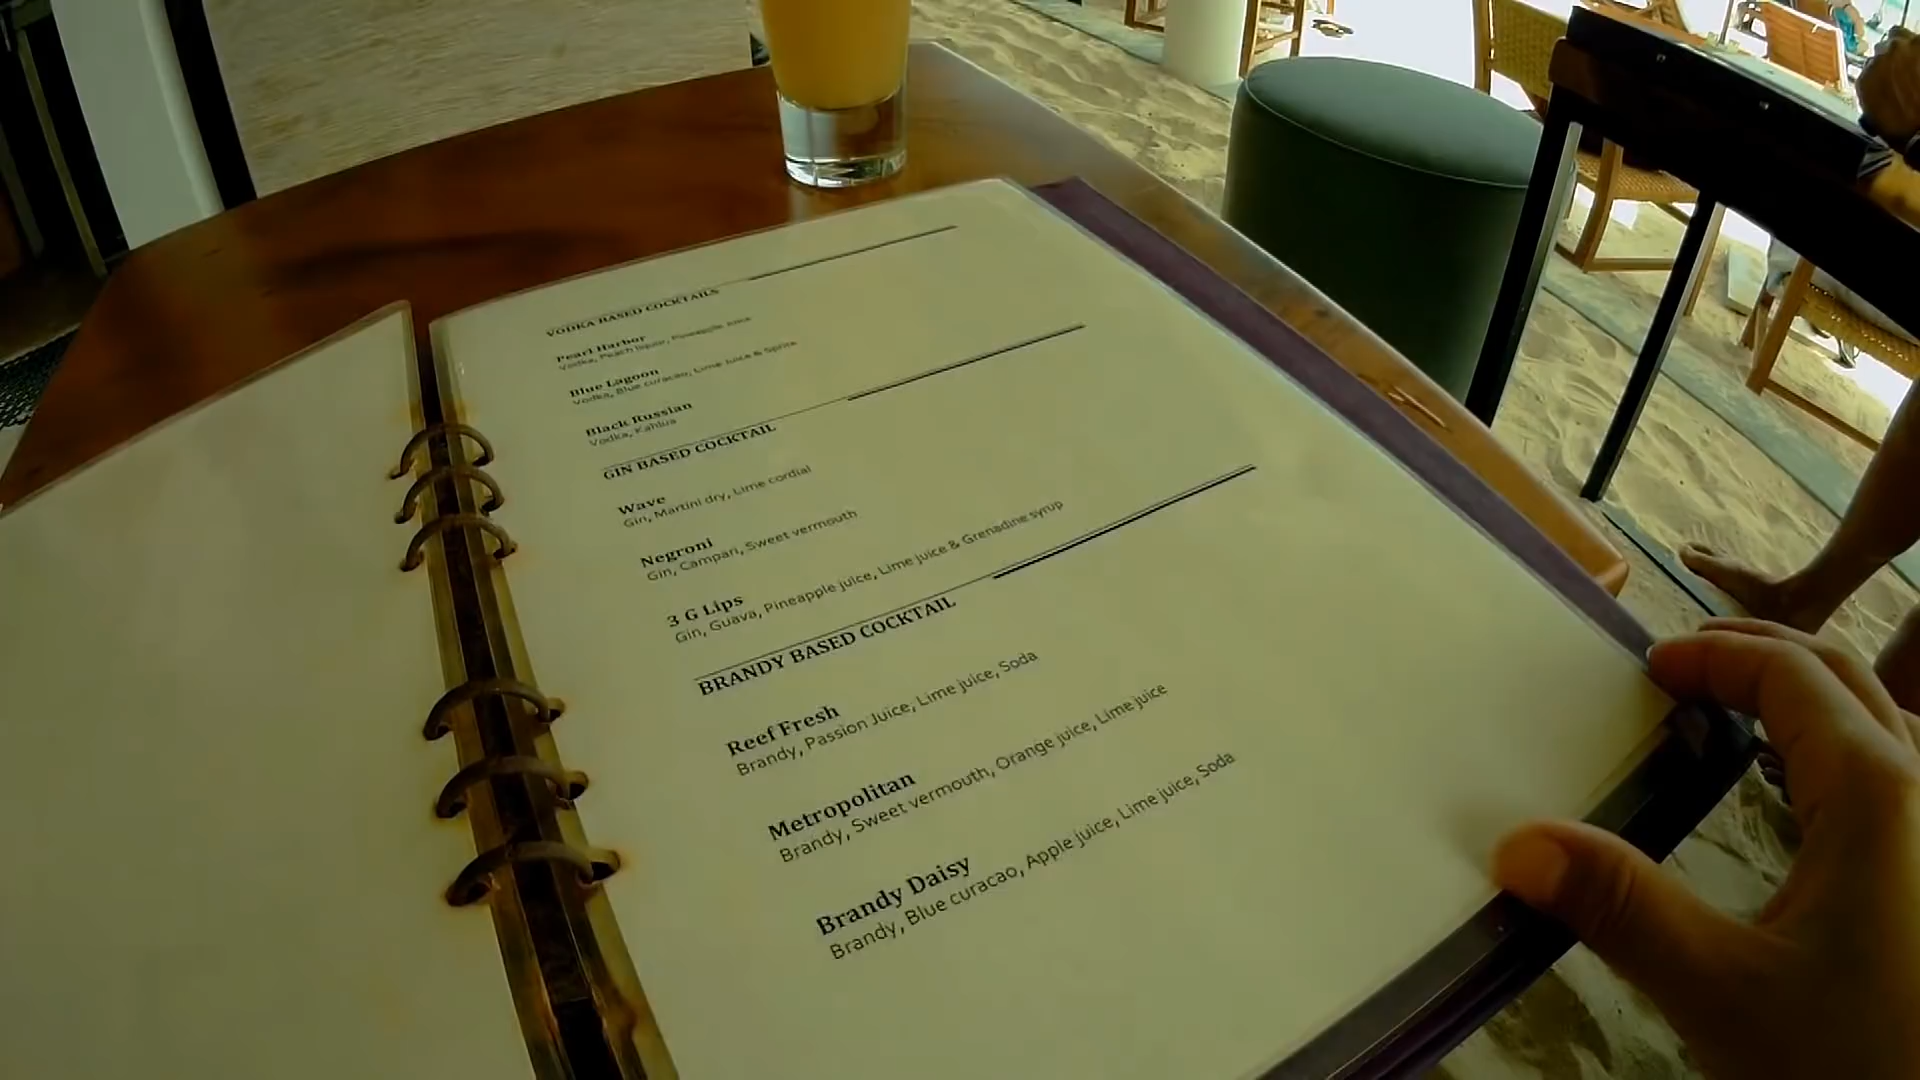 VODKA BASED COCKTAILS
Pearl Harbor
Vodka, Peach liquor, Pineapple juice
Blue Lagoon
Vodka, Blue curacao, Lime juice & Sprite
Black Russian
Vodka, Kahlua
GIN BASED COCKTAIL
Wave
Gin, Martini dry, Lime cordial
Negroni
Gin, Campari, Sweet vermouth
3 G Lips
Gin, Guava, Pineapple juice, Lime juice & Grenadine syrup
BRANDY BASED COCKTAIL
Reef Fresh
Brandy, Passion Juice, Lime juice, Soda
Metropolitan
Brandy, Sweet vermouth, Orange juice, Lime juice
Brandy Daisy
Brandy, Blue curacao, Apple juice, Lime juice, Soda